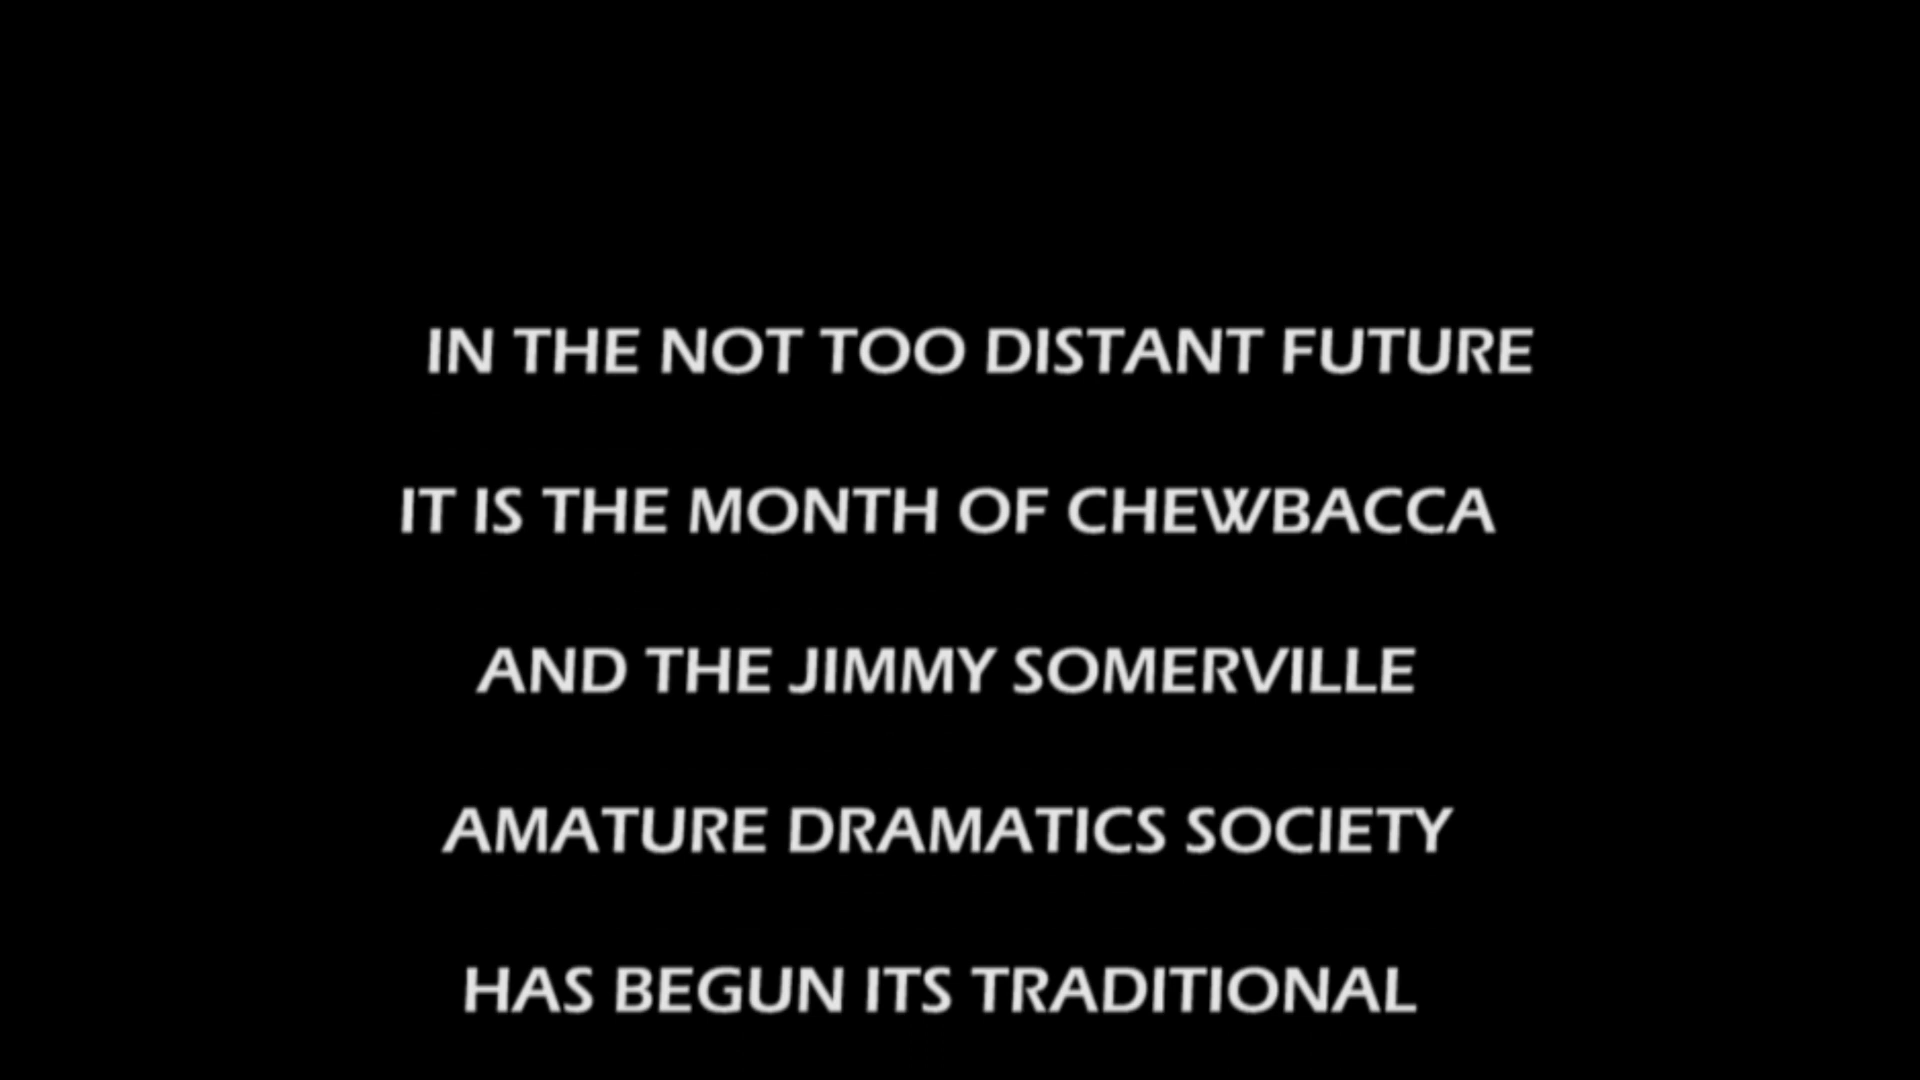 IN THE NOT TOO DISTANT FUTURE
IT IS THE MONTH OF CHEWBACCA
AND THE JIMMY SOMERVILLE
AMATURE DRAMATICS SOCIETY
HAS BEGUN ITS TRADITIONAL